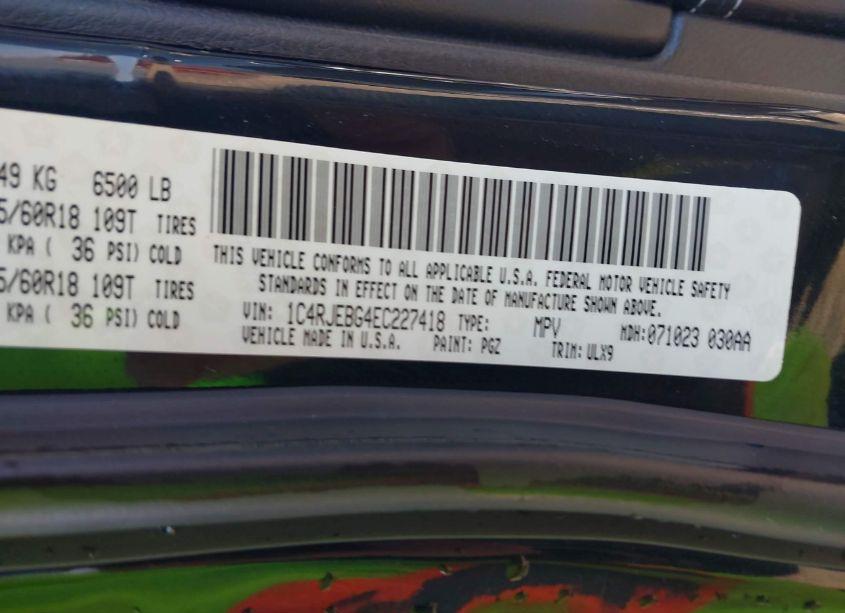 49 KG 6500 LB
5/60R18 109T TIRES
KPA ( 36 PSI) COLD
5/60R18 109T TIRES
KPA ( 36 PSI) COLD
THIS VEHICLE CONFORMS TO ALL APPLICABLE U.S.A. FEDERAL MOTOR VEHICLE SAFETY
STANDARDS IN EFFECT ON THE DATE OF MANUFACTURE SHOWN ABOVE.
VIN: 1C4RJEBG4EC227418 TYPE: MPV MDH:071023 030AA
VEHICLE MADE IN U.S.A. PAINT: PGZ TRIM:ULX9